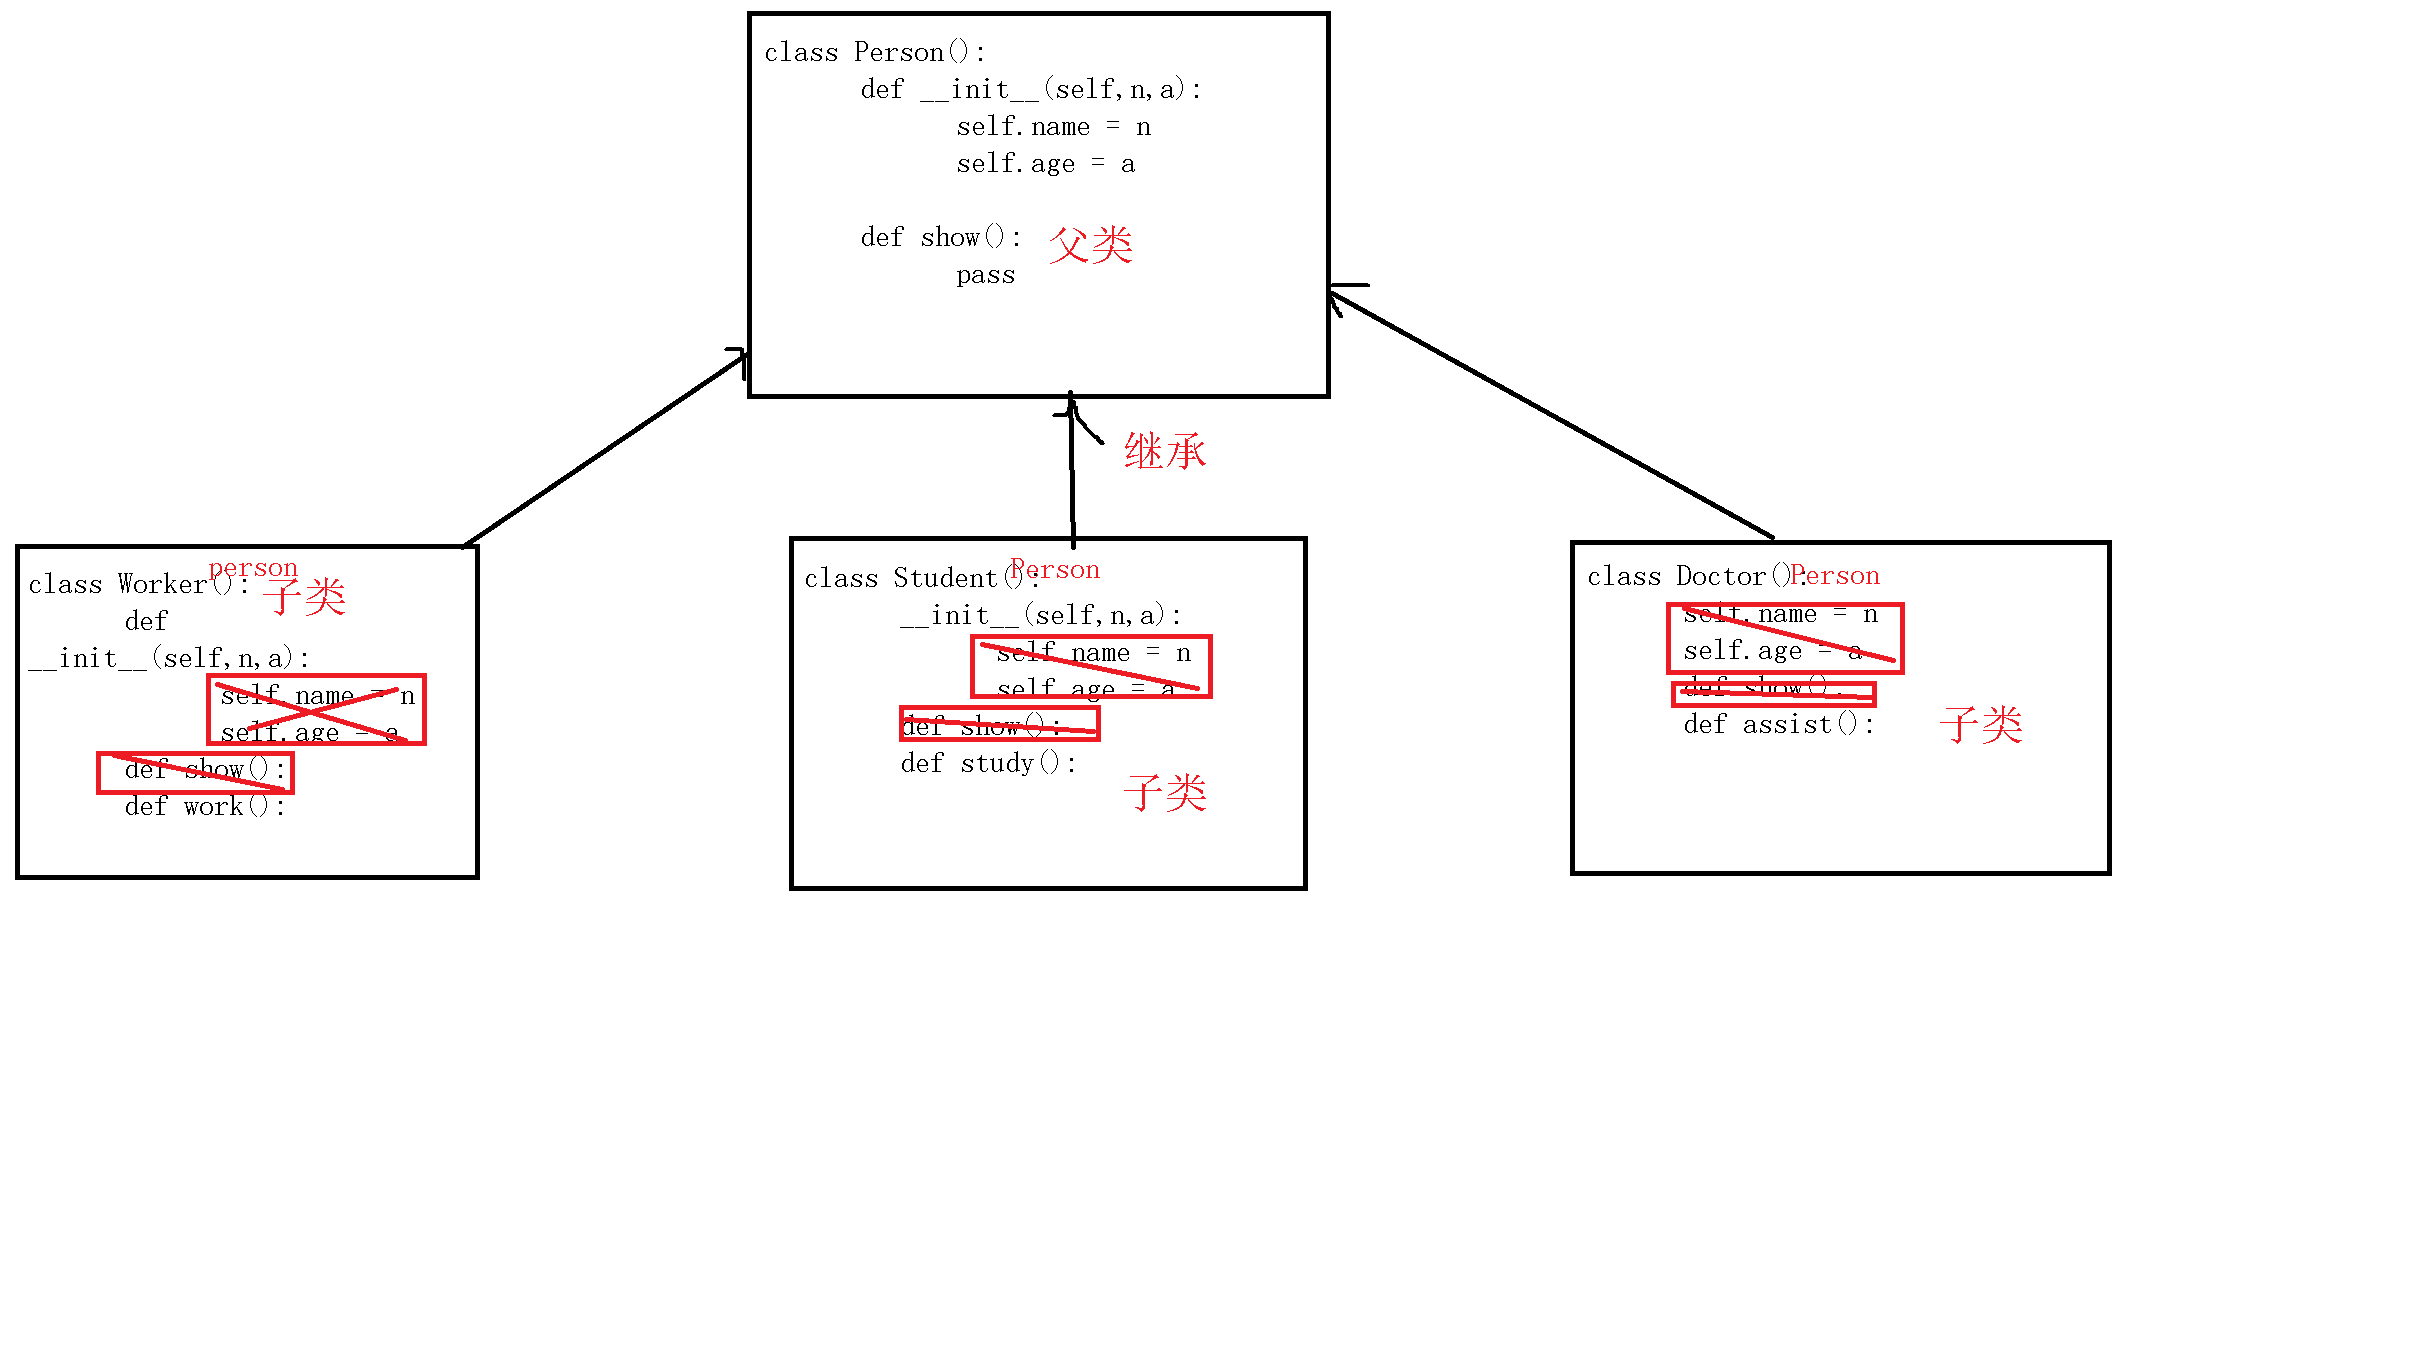 class Person():
def __init__(self,n,a):
self.name = n
self.age = a
def show():
父类
pass
继承
person
class Worker():
子类
def
__init__(self,n,a):
self.name = n
self.age = a
def show():
def work():
Person
class Student():
__init__(self,n,a):
self.name = n
self.age = a
def show():
def study():
子类
class Doctor():
Person
self.name = n
self.age = a
def show():
def assist():
子类